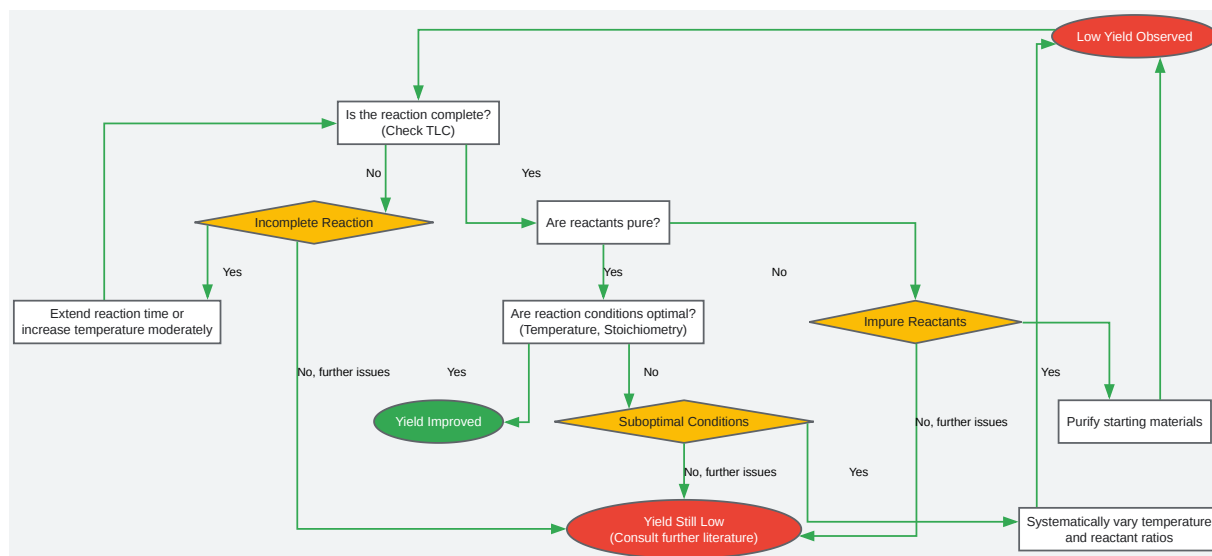 Low Yield Observed
Is the reaction complete?
(Check TLC)
No
Yes
Incomplete Reaction
Are reactants pure?
Yes
Yes
No
Extend reaction time or
increase temperature moderately
Are reaction conditions optimal?
(Temperature, Stoichiometry)
Impure Reactants
No, further issues
Yes
No
Yes
Yield Improved
Suboptimal Conditions
No, further issues
Purify starting materials
No, further issues
Yes
Yield Still Low
(Consult further literature)
Systematically vary temperature
and reactant ratios